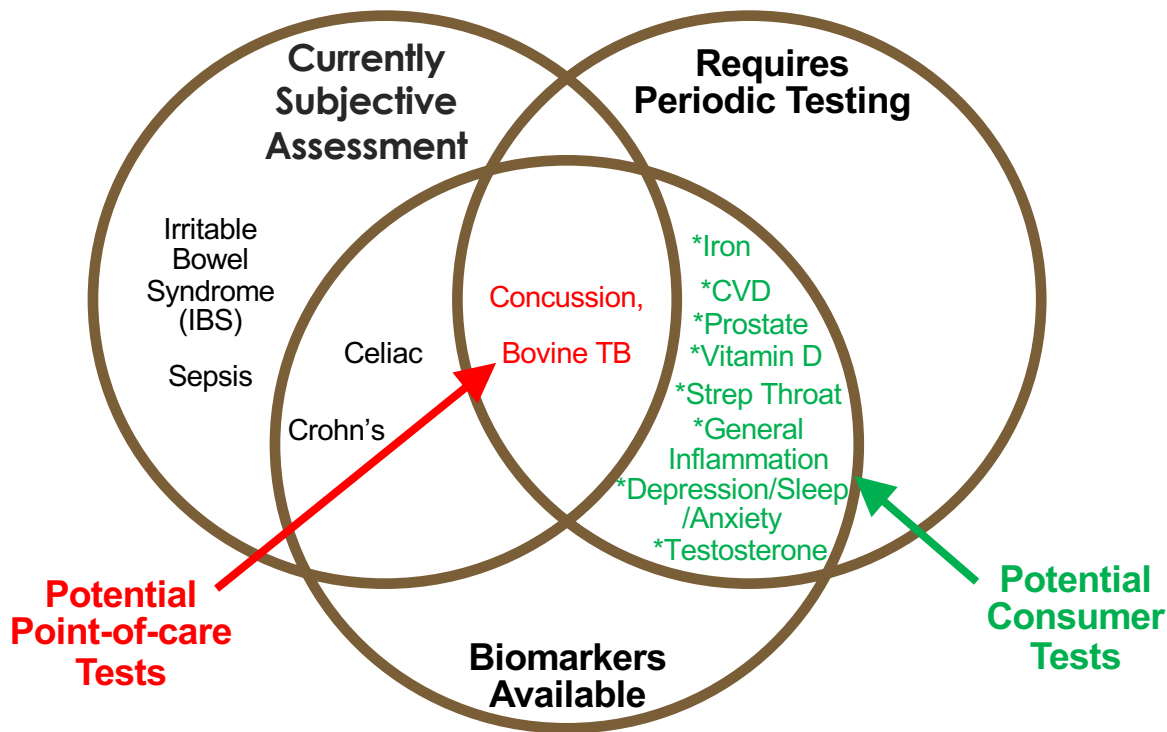 Currently
Subjective
Assessment
Requires
Periodic Testing
Irritable
Bowel
Syndrome
(IBS)
Sepsis
Celiac
Crohn’s
Concussion,
Bovine TB
*Iron
*CVD
*Prostate
*Vitamin D
*Strep Throat
*General
Inflammation
*Depression/Sleep
/Anxiety
*Testosterone
Potential
Point-of-care
Tests
Biomarkers
Available
Potential
Consumer
Tests